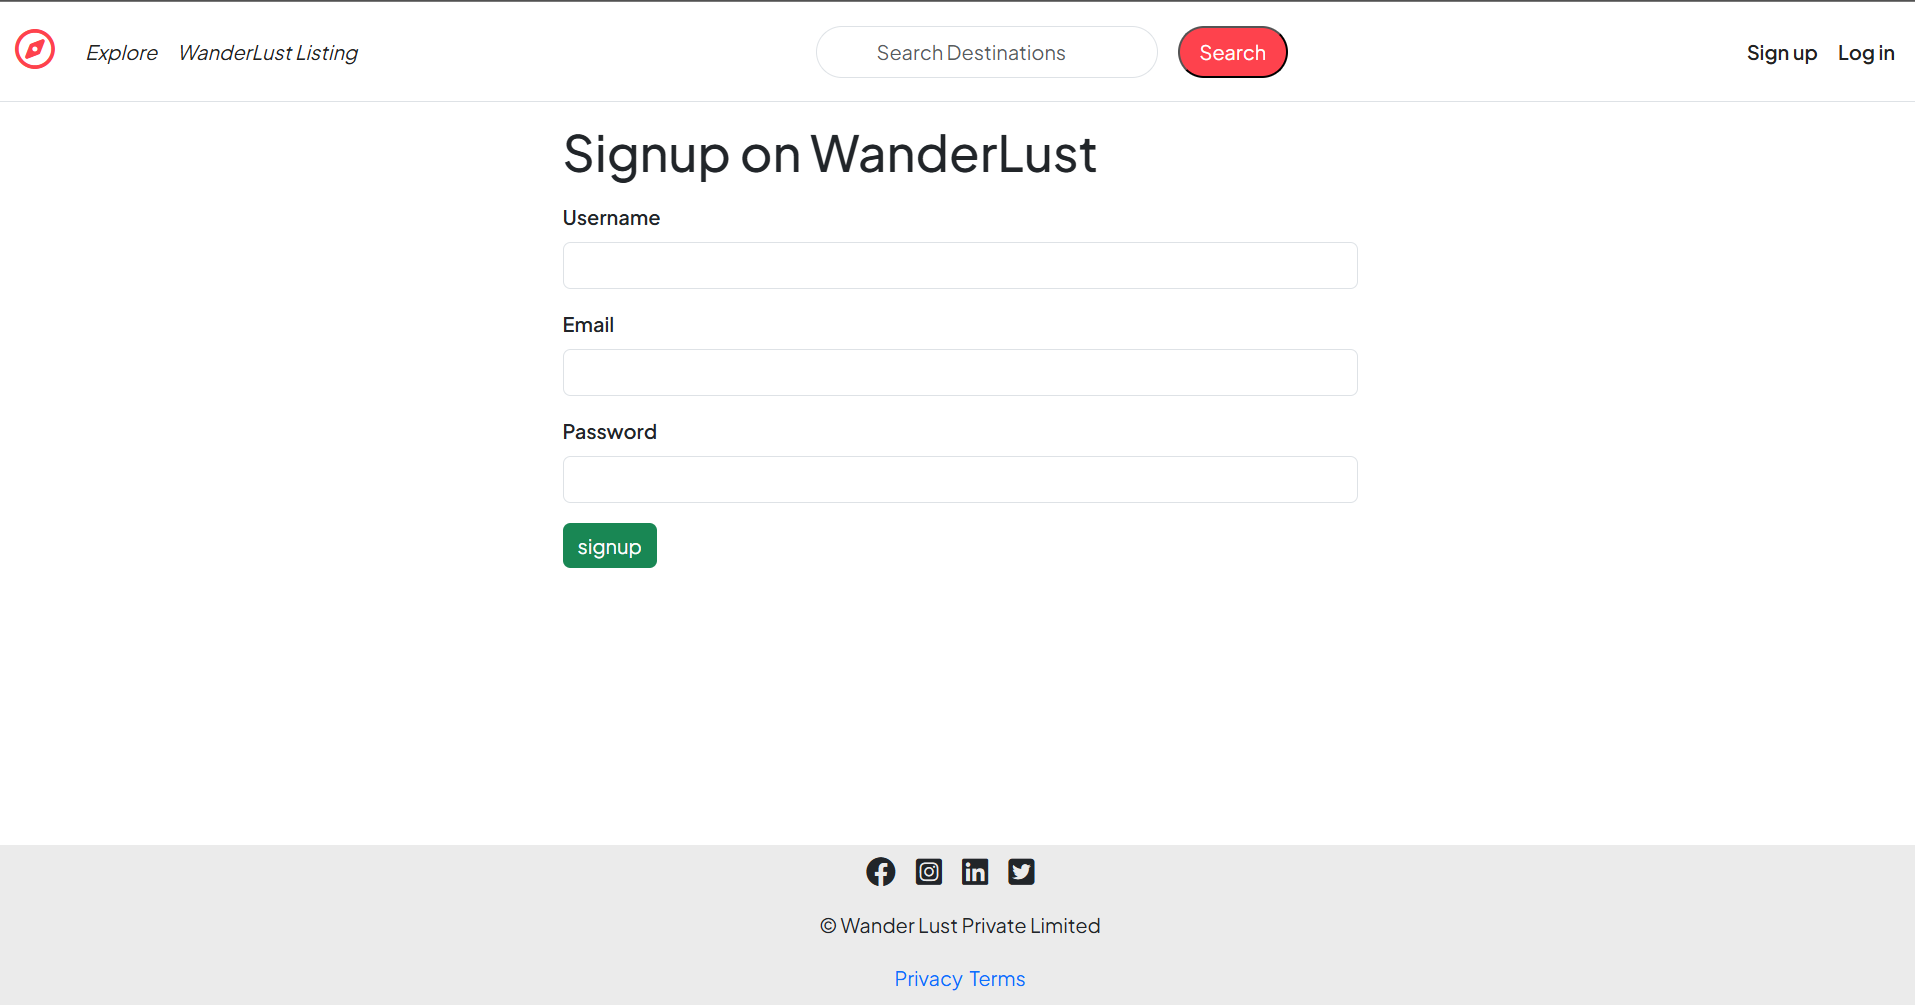 Explore WanderLust Listing Search Destinations Search Sign up Log in
Signup on WanderLust
Username
Email
Password
signup
© Wander Lust Private Limited
Privacy Terms